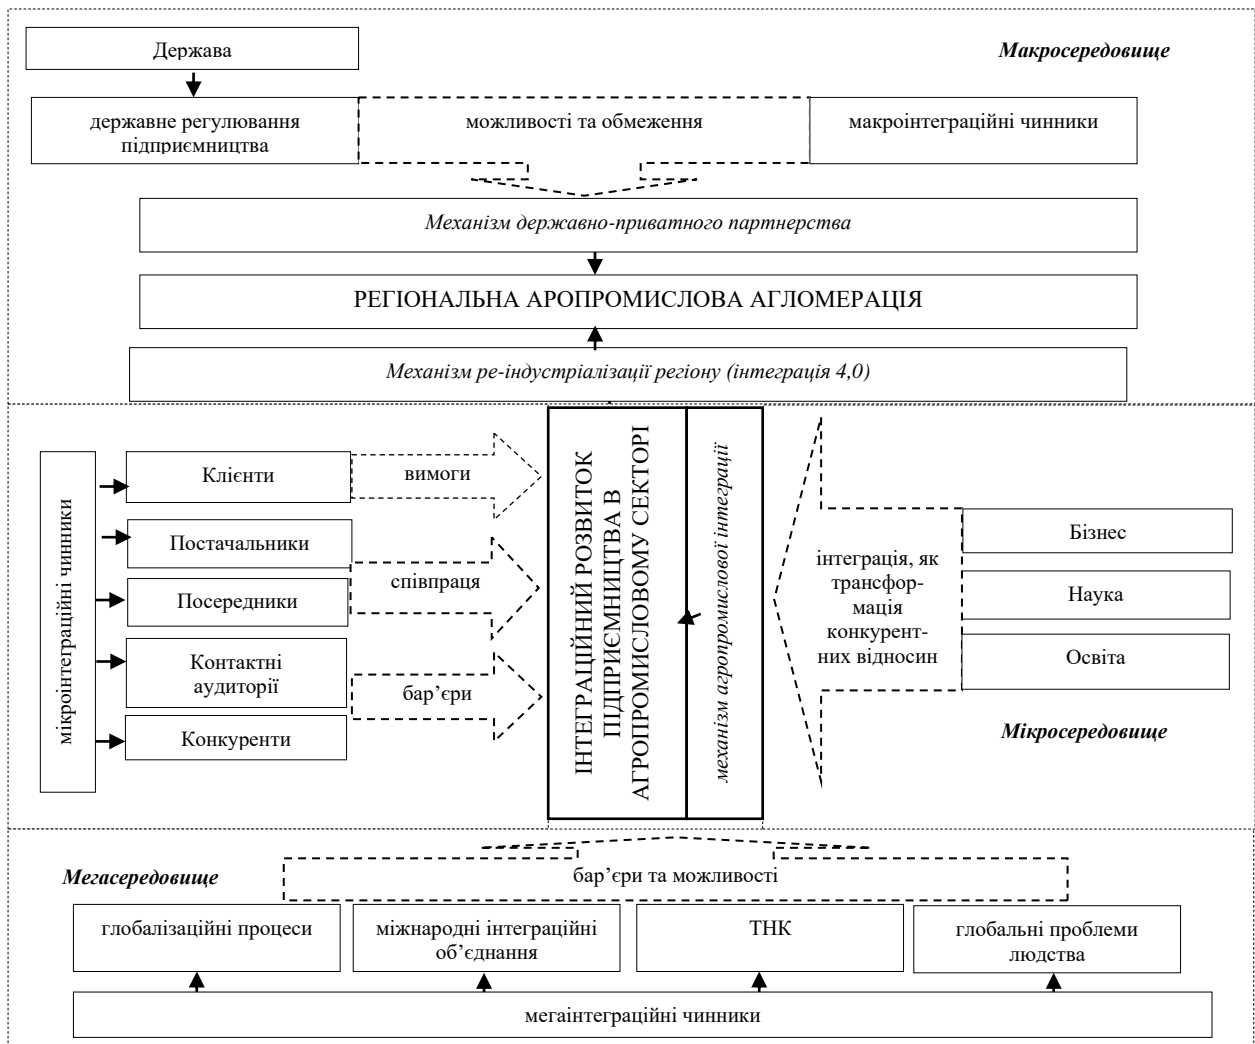 Держава
Макросередовище
державне регулювання
підприємництва
можливості та обмеження
макроінтеграційні чинники
Механізм державно-приватного партнерства
РЕГІОНАЛЬНА АРОПРОМИСЛОВА АГЛОМЕРАЦІЯ
Механізм ре-індустріалізації регіону (інтеграція 4,0)
мікроінтеграційні чинники
Клієнти
Постачальники
Посередники
Контактні
аудиторії
Конкуренти
вимоги
співпраця
бар’єри
ІНТЕГРАЦІЙНИЙ РОЗВИТОК
ПІДПРИЄМНИЦТВА В
АГРОПРОМИСЛОВОМУ СЕКТОРІ
механізм агропромислової інтеграції
інтеграція, як
трансфор-
мація
конкурент-
них відносин
Бізнес
Наука
Освіта
Мікросередовище
Мегасередовище
бар’єри та можливості
глобалізаційні процеси
міжнародні інтеграційні
об’єднання
ТНК
глобальні проблеми
людства
мегаінтеграційні чинники